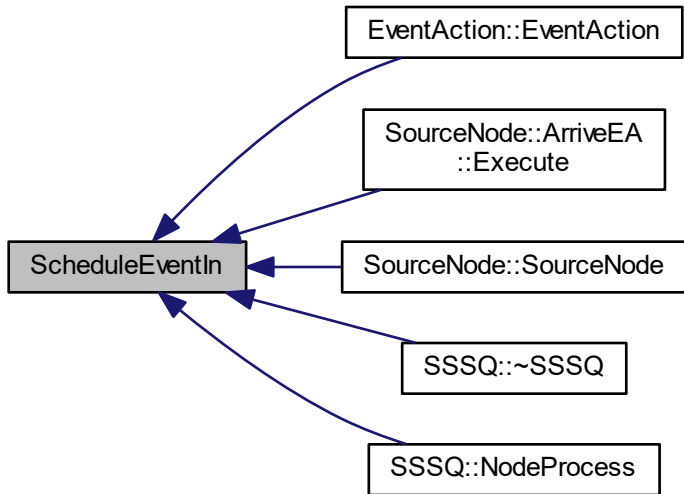 EventAction::EventAction
SourceNode::ArriveEA
::Execute
ScheduleEventIn
SourceNode::SourceNode
SSSQ::~SSSQ
SSSQ::NodeProcess